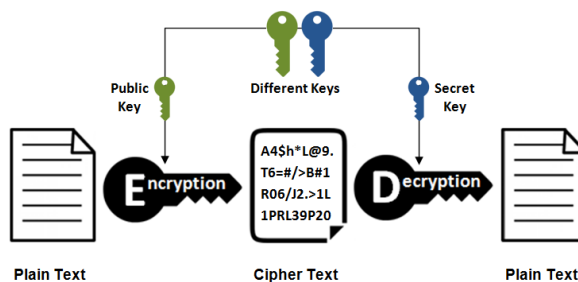 Public
Key
Different Keys
Secret
Key
Encryption
A4$h*L@9.
T6=#/>B#1
R06/J2.>1L
1PRL39P20
Decryption
Plain Text
Cipher Text
Plain Text